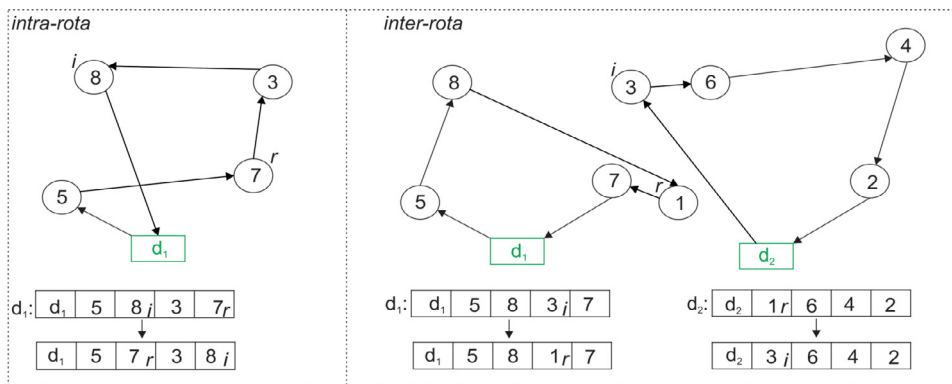 intra-rota
i
8
3
r
7
5
d₁
d₁: d₁ 5 8 i 3 7 r
d₁ 5 7 r 3 8 i
inter-rota
4
i
8
3
6
7
r
1
5
2
d₁
d₂
d₁: d₁ 5 8 3 i 7
d₁ 5 8 1 r 7
d₂: d₂ 1 r 6 4 2
d₂ 3 i 6 4 2